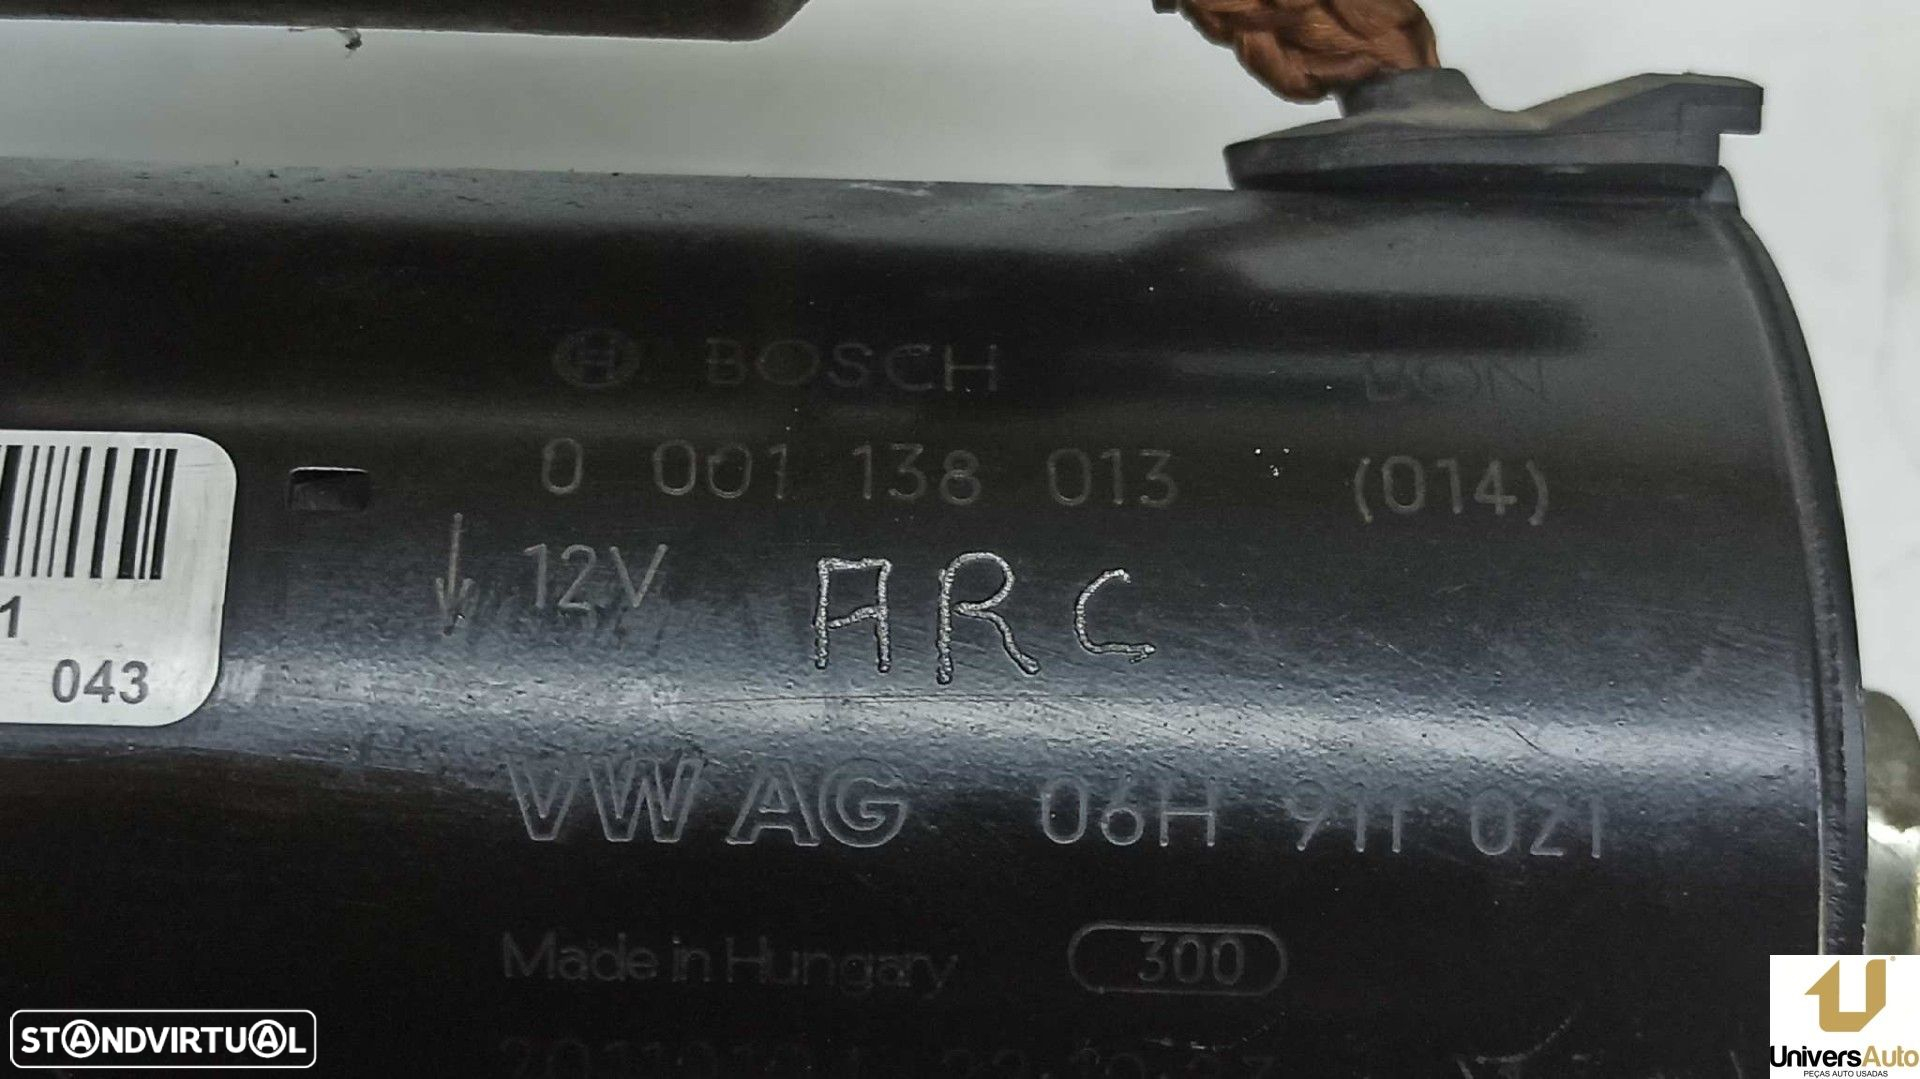 BOSCH BON
0 001 138 013 (014)
12V ARC
1
043
VW AG 06H 911 021
Made in Hungary 300
STANDVIRTUAL
UniversAuto
PEÇAS AUTO USADAS